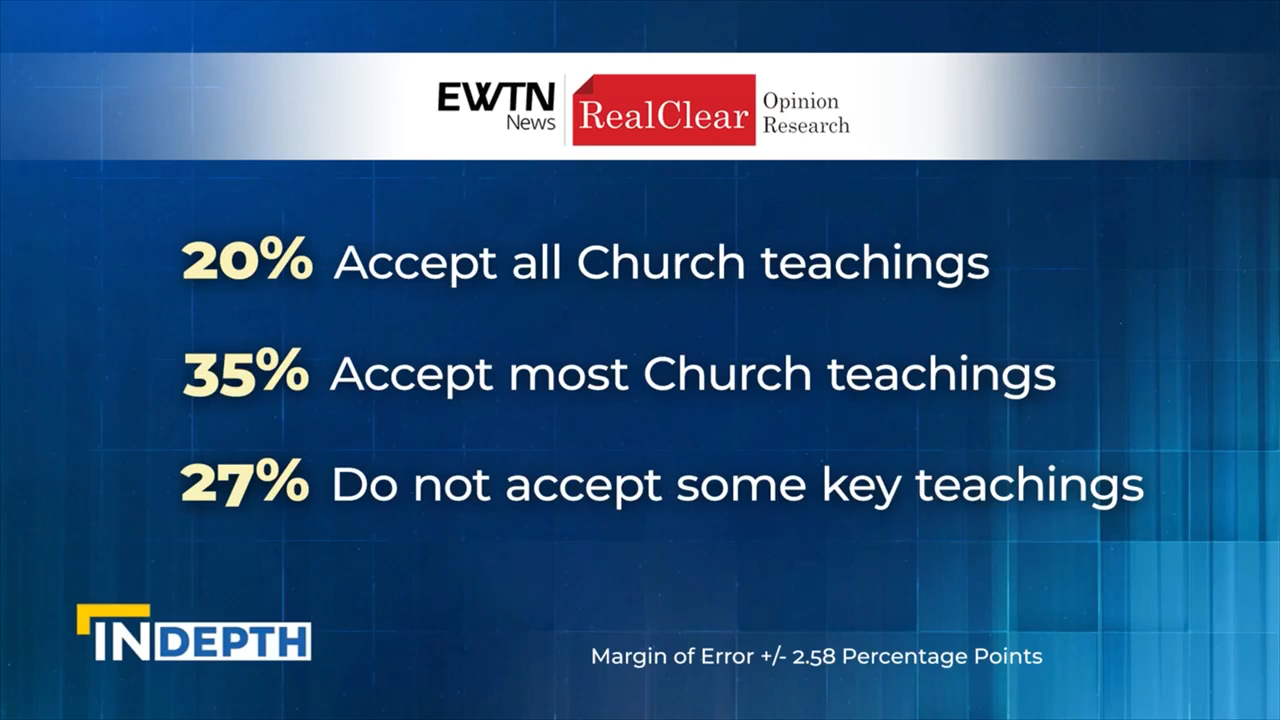 EWTN
News
RealClear
Opinion
Research
20% Accept all Church teachings
35% Accept most Church teachings
27% Do not accept some key teachings
INDEPTH
Margin of Error +/- 2.58 Percentage Points